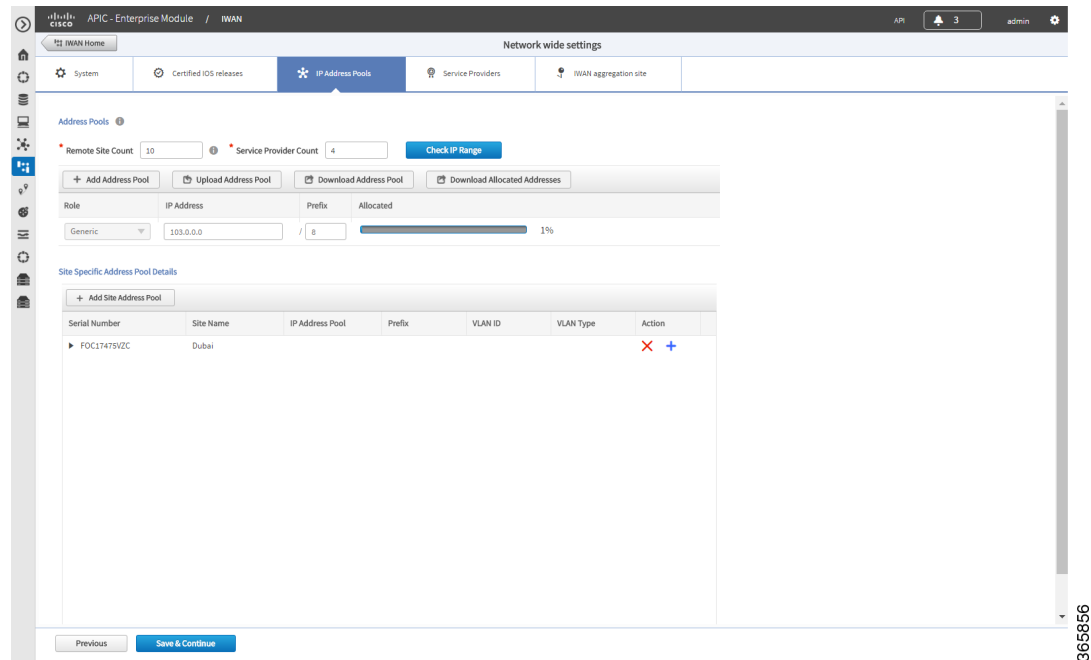 cisco APIC - Enterprise Module / IWAN API 3 admin
IWAN Home Network wide settings
System Certified IOS releases IP Address Pools Service Providers IWAN aggregation site
Address Pools
* Remote Site Count 10 * Service Provider Count 4 Check IP Range
+ Add Address Pool Upload Address Pool Download Address Pool Download Allocated Addresses
Role IP Address Prefix Allocated
Generic 103.0.0.0 / 8 1%
Site Specific Address Pool Details
+ Add Site Address Pool
Serial Number Site Name IP Address Pool Prefix VLAN ID VLAN Type Action
FOC17475VZC Dubai
Previous Save & Continue
365856